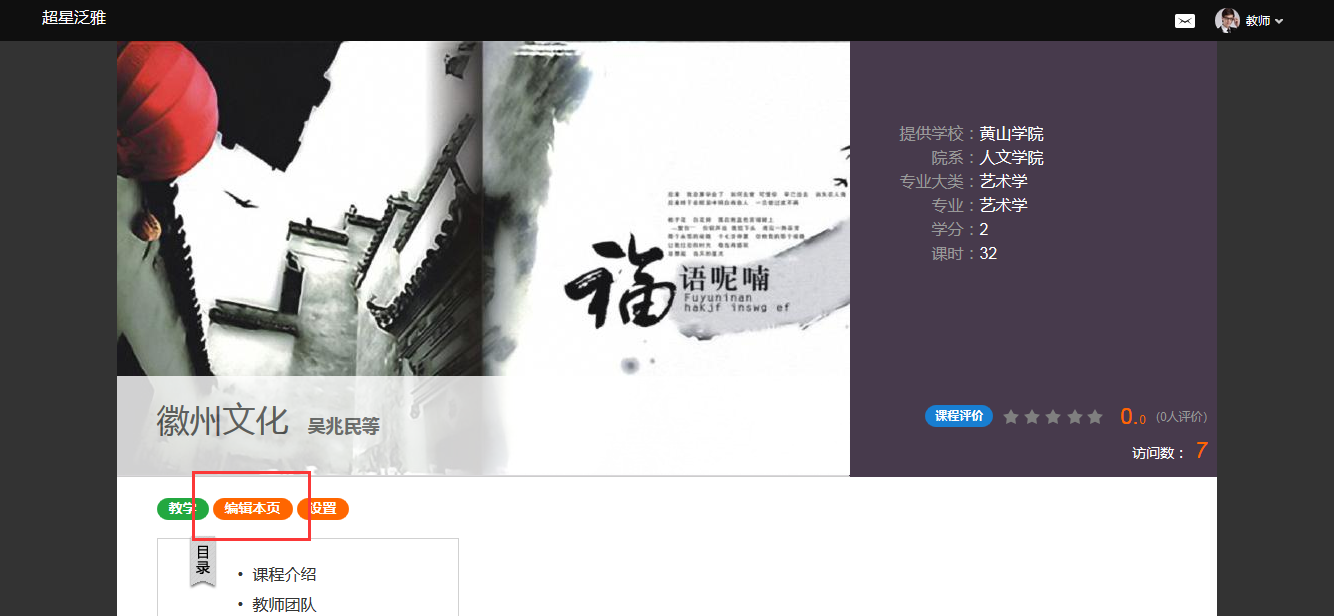 超星泛雅
教师
提供学校：黄山学院
院系：人文学院
专业大类：艺术学
专业：艺术学
学分：2
课时：32
福
语呢喃
Fuyuninan
hakjf inswg ef
徽州文化 吴兆民等
课程评价 0.0 (0人评价)
访问数： 7
教学 编辑本页 设置
目录
• 课程介绍
• 教师团队